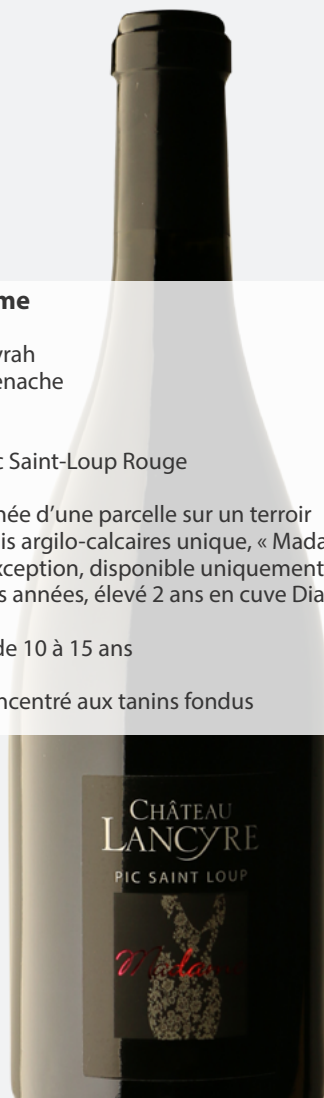 me
yrah
enache
c Saint-Loup Rouge
née d’une parcelle sur un terroir
is argilo-calcaires unique, « Mada
xception, disponible uniquement
s années, élevé 2 ans en cuve Dia
de 10 à 15 ans
ncentré aux tanins fondus
CHÂTEAU
LANCYRE
PIC SAINT LOUP
Madame